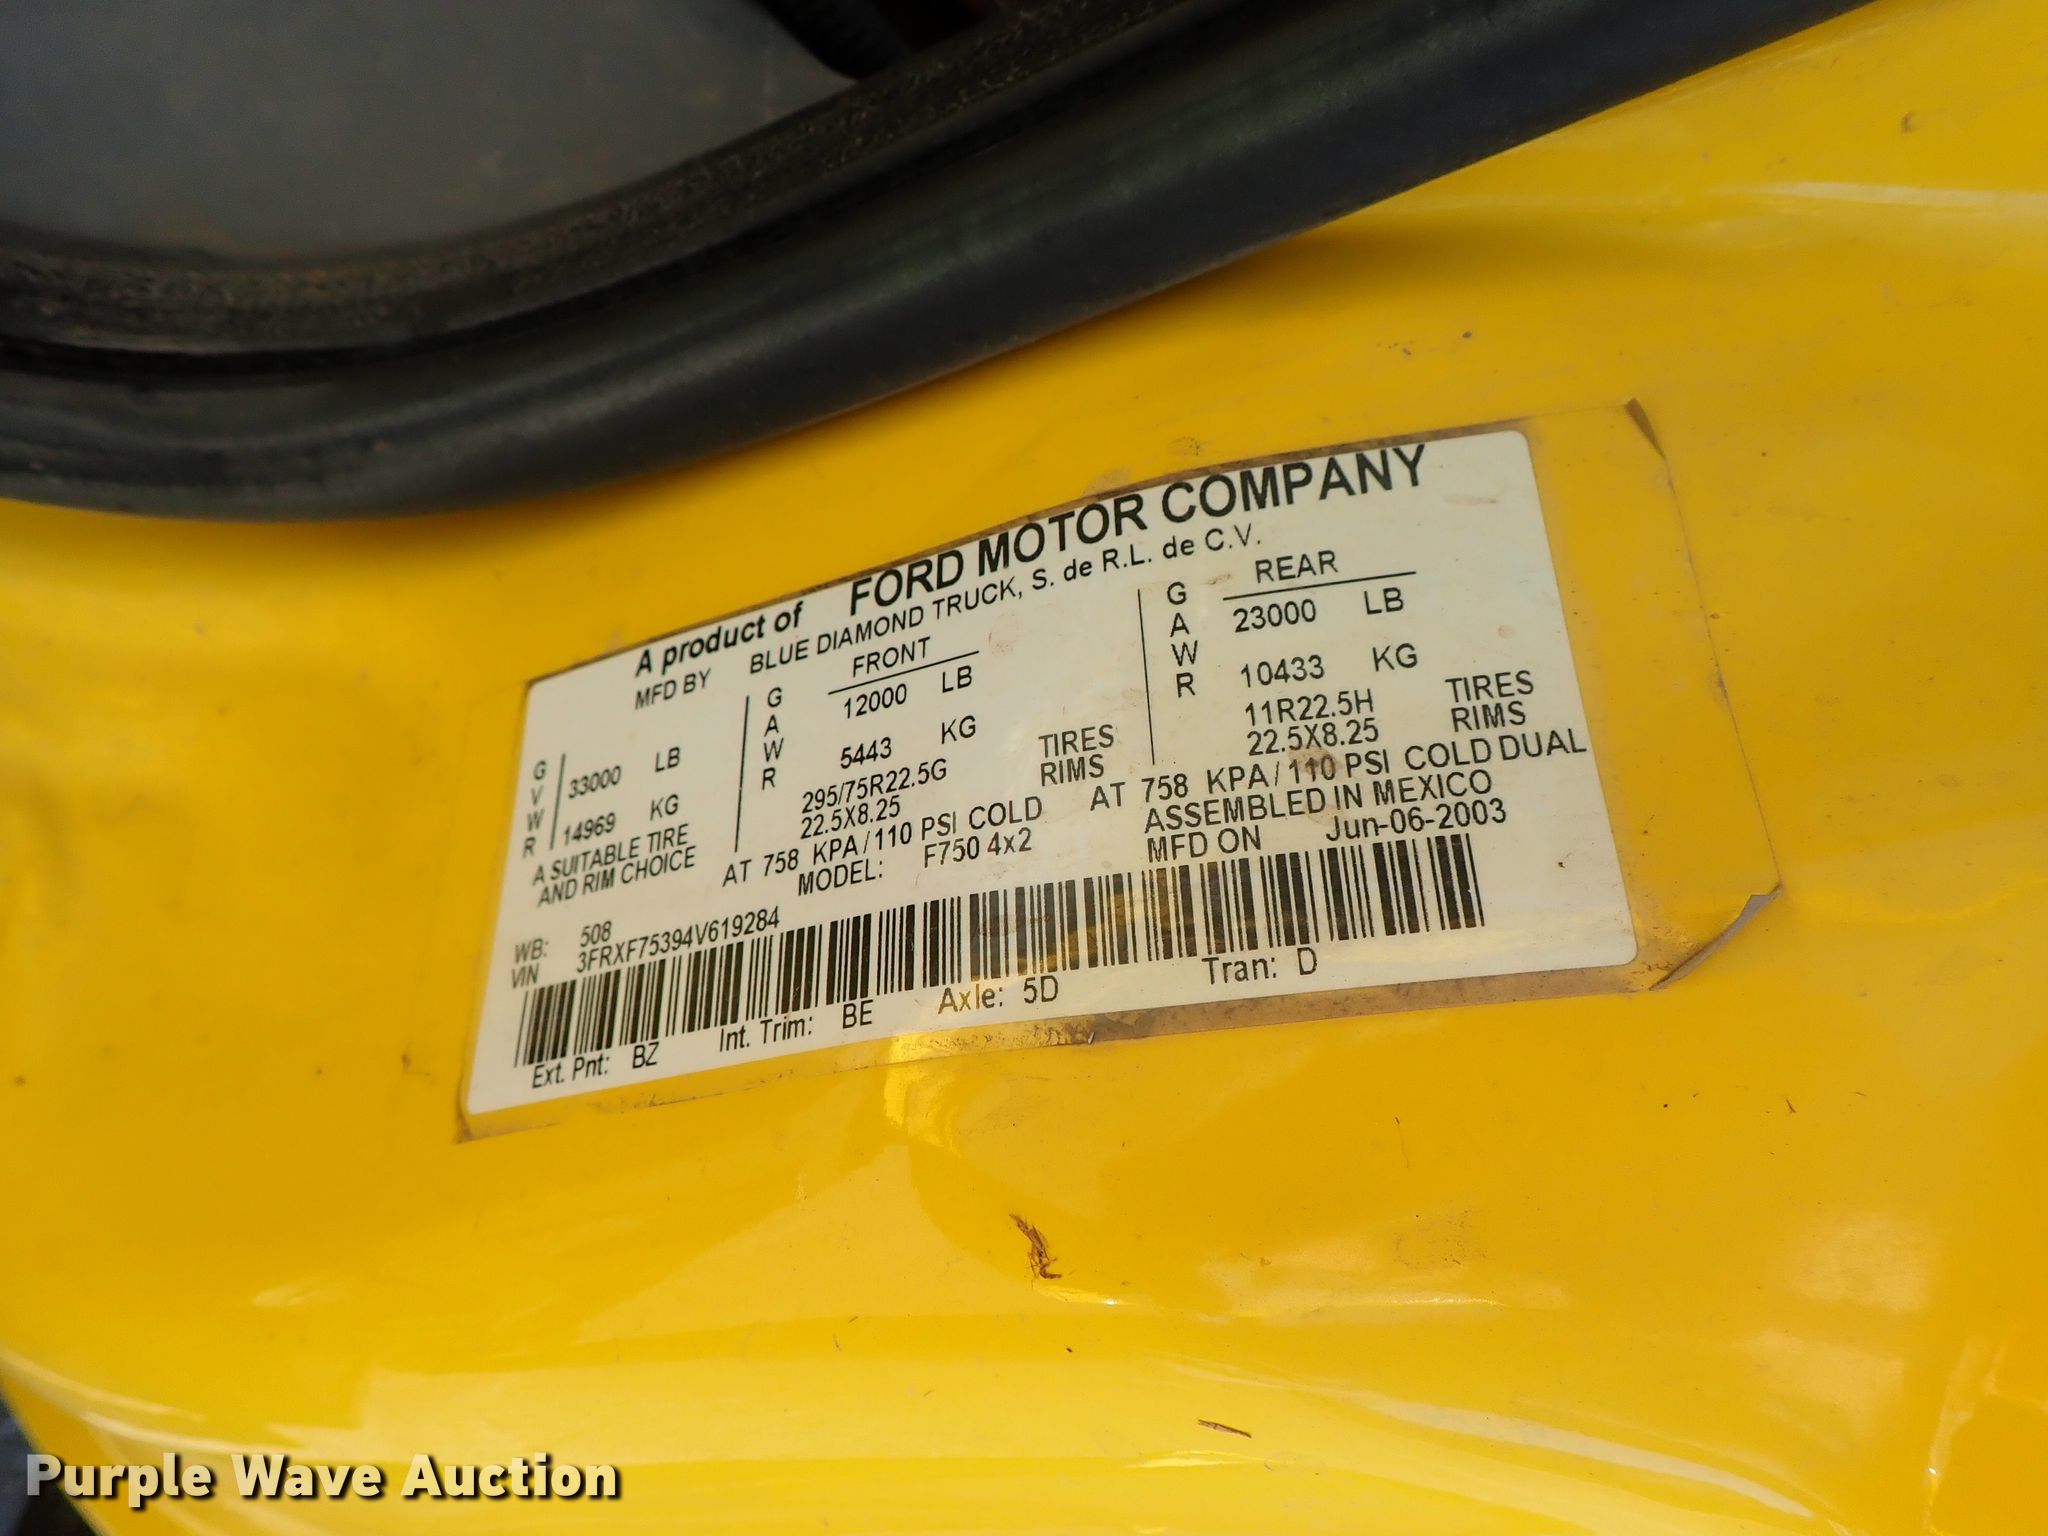 A product of FORD MOTOR COMPANY
MFD BY BLUE DIAMOND TRUCK, S. de R.L. de C.V.
GVWR 33000 LB
14969 KG
A SUITABLE TIRE
AND RIM CHOICE
GAWR FRONT
12000 LB
5443 KG
295/75R22.5G TIRES
22.5X8.25 RIMS
AT 758 KPA/110 PSI COLD
GAWR REAR
23000 LB
10433 KG
11R22.5H TIRES
22.5X8.25 RIMS
AT 758 KPA/110 PSI COLD DUAL
ASSEMBLED IN MEXICO
MODEL: F750 4x2
MFD ON Jun-06-2003
WB: 508
VIN 3FRXF75394V619284
Ext. Pnt: BZ Int. Trim: BE Axle: 5D Tran: D
Purple Wave Auction